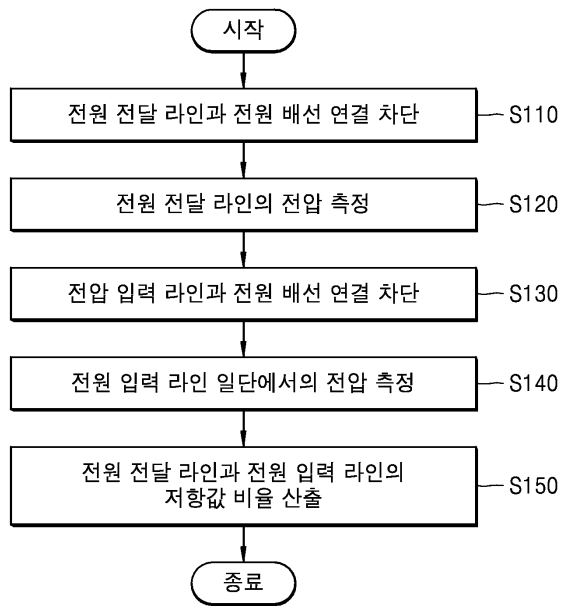 시작
전원 전달 라인과 전원 배선 연결 차단
S110
전원 전달 라인의 전압 측정
S120
전압 입력 라인과 전원 배선 연결 차단
S130
전원 입력 라인 일단에서의 전압 측정
S140
전원 전달 라인과 전원 입력 라인의
저항값 비율 산출
S150
종료